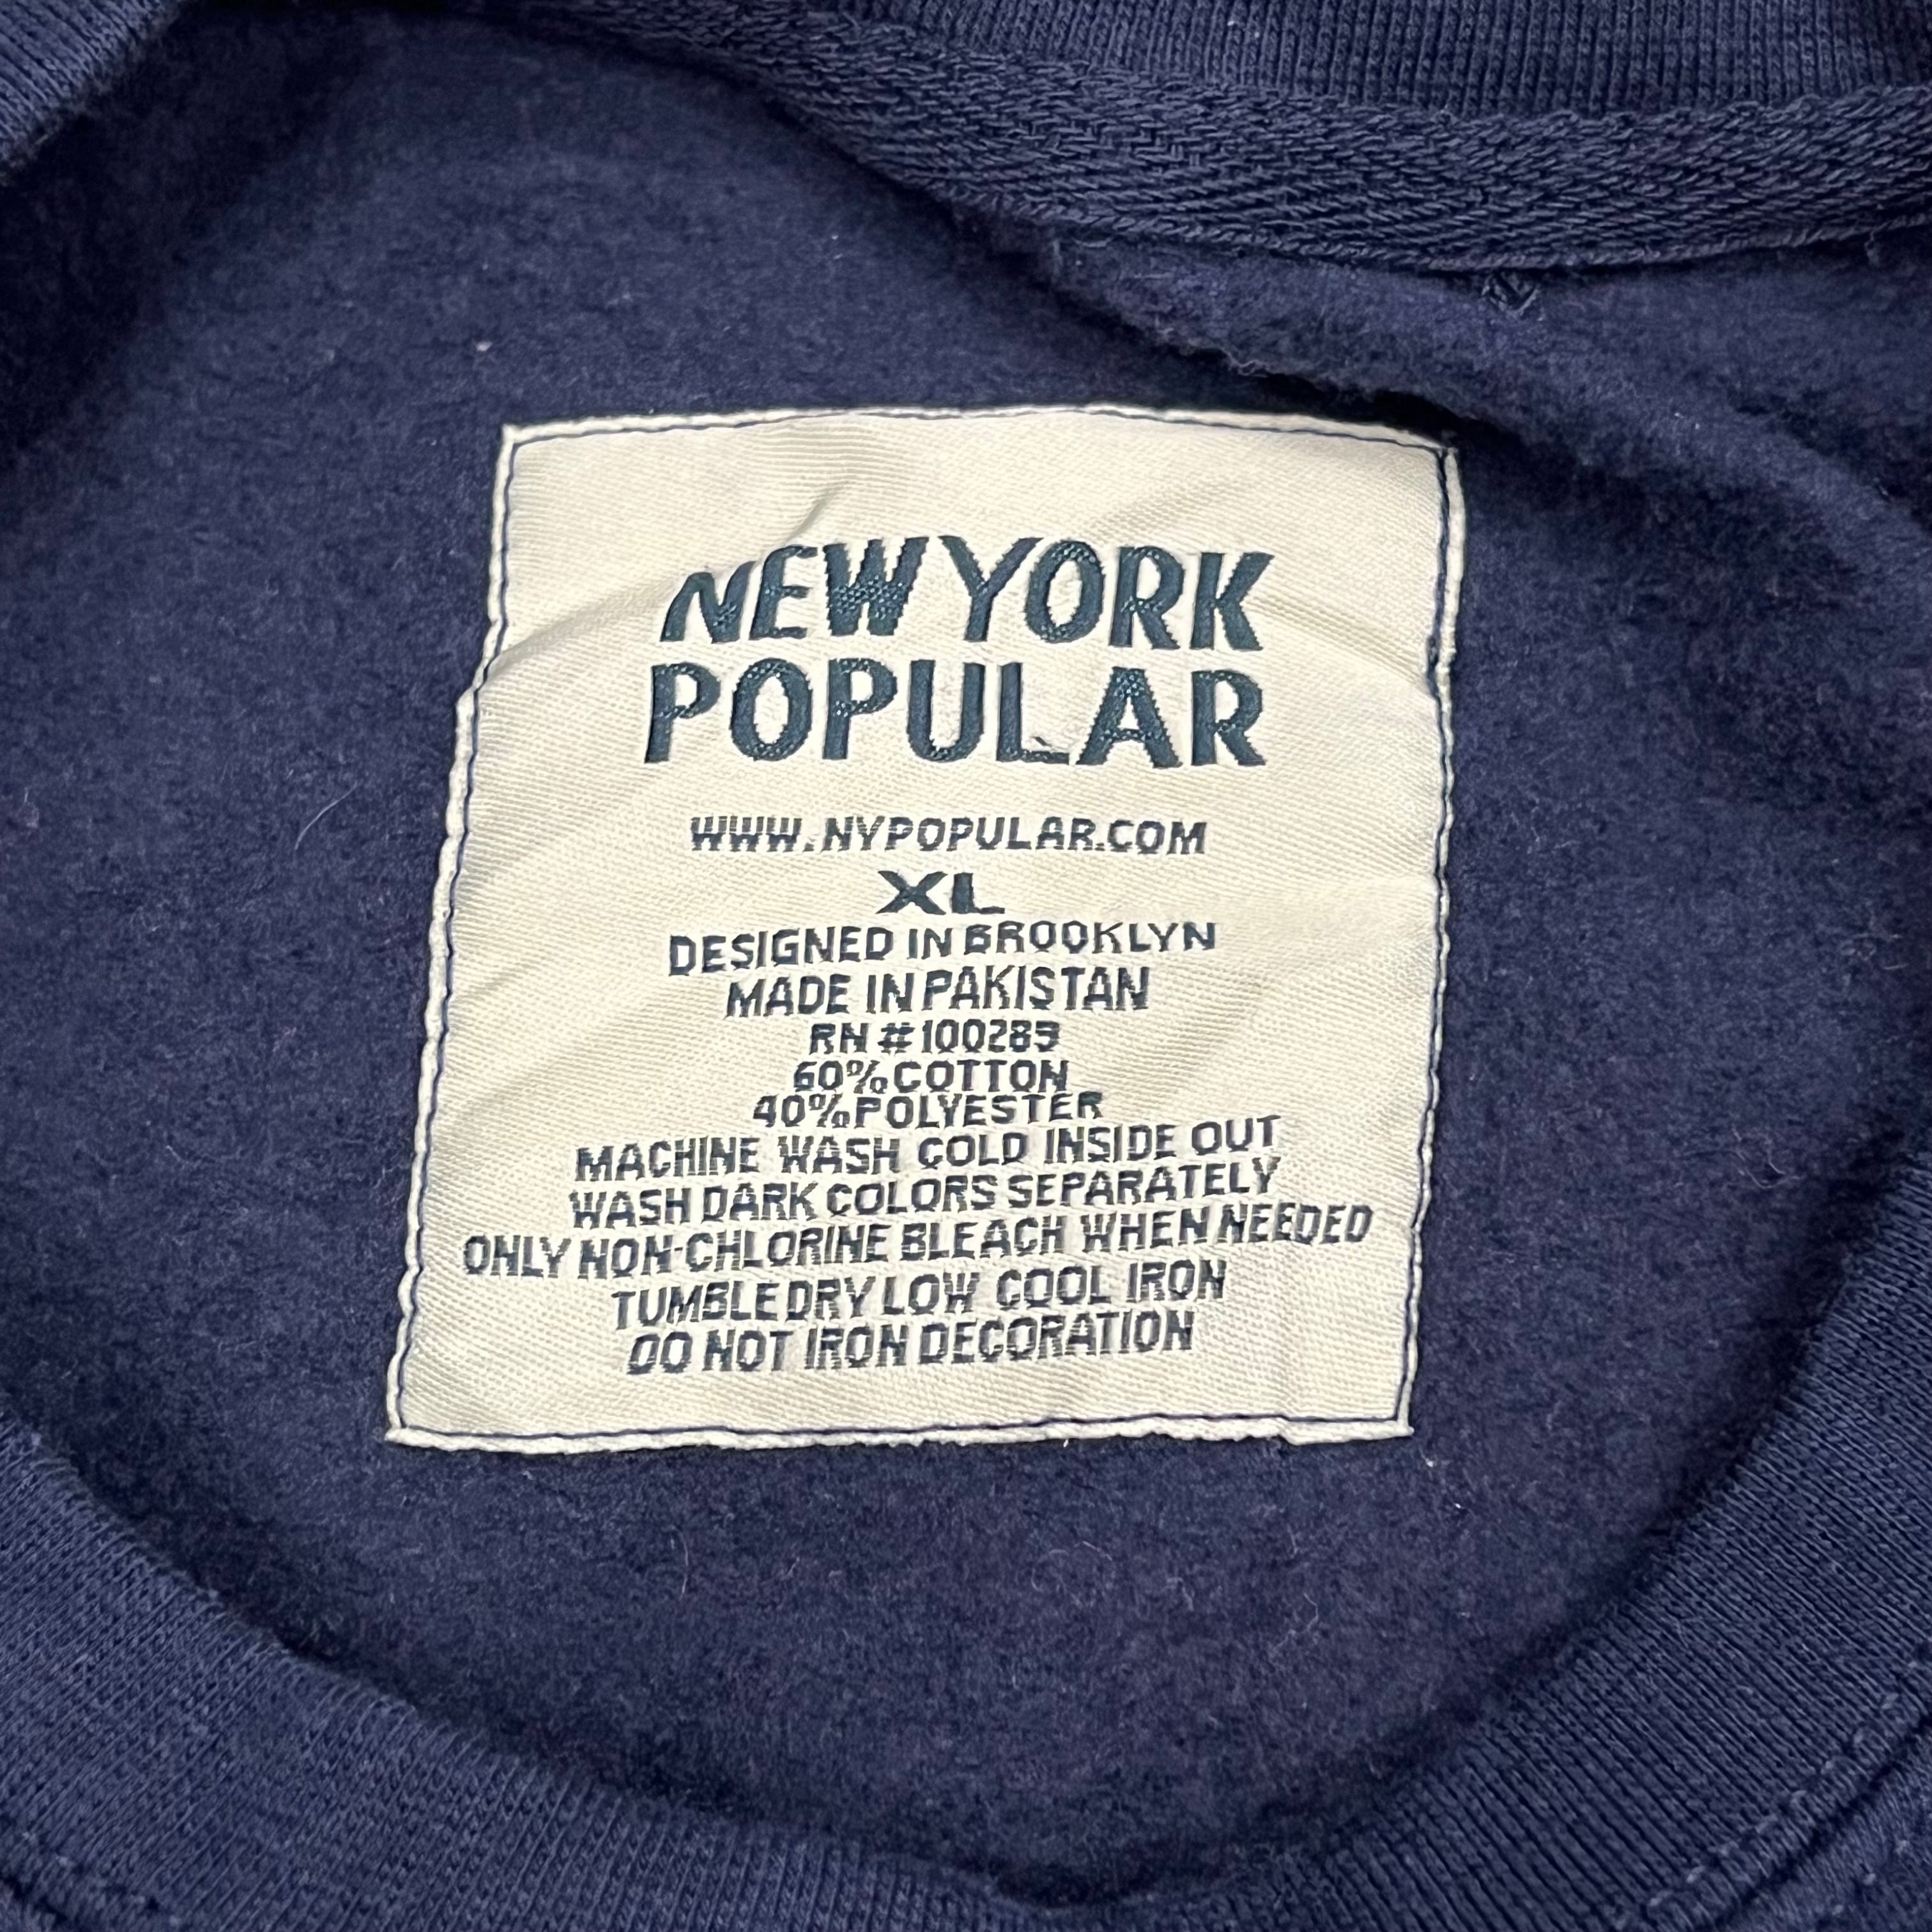 NEW YORK
POPULAR
WWW.NYPOPULAR.COM
XL
DESIGNED IN BROOKLYN
MADE IN PAKISTAN
RN # 100289
60% COTTON
40% POLYESTER
MACHINE WASH COLD INSIDE OUT
WASH DARK COLORS SEPARATELY
ONLY NON-CHLORINE BLEACH WHEN NEEDED
TUMBLE DRY LOW COOL IRON
DO NOT IRON DECORATION